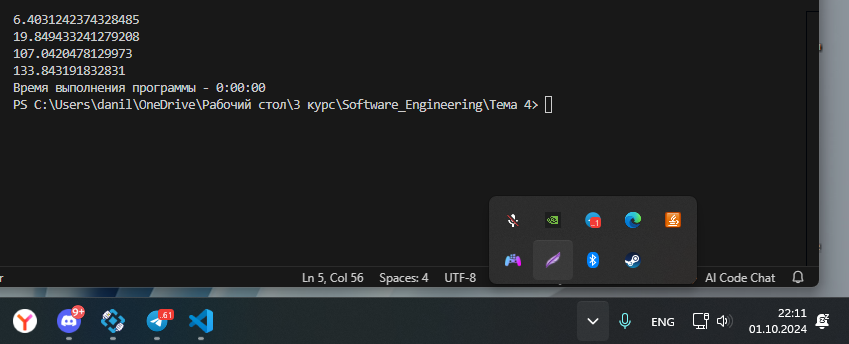 6.4031242374328485
19.849433241279208
107.0420478129973
133.843191832831
Время выполнения программы - 0:00:00
PS C:\Users\danil\OneDrive\Рабочий стол\3 курс\Software_Engineering\Тема 4>
Ln 5, Col 56 Spaces: 4 UTF-8 AI Code Chat
9+ .61 ENG 22:11
01.10.2024